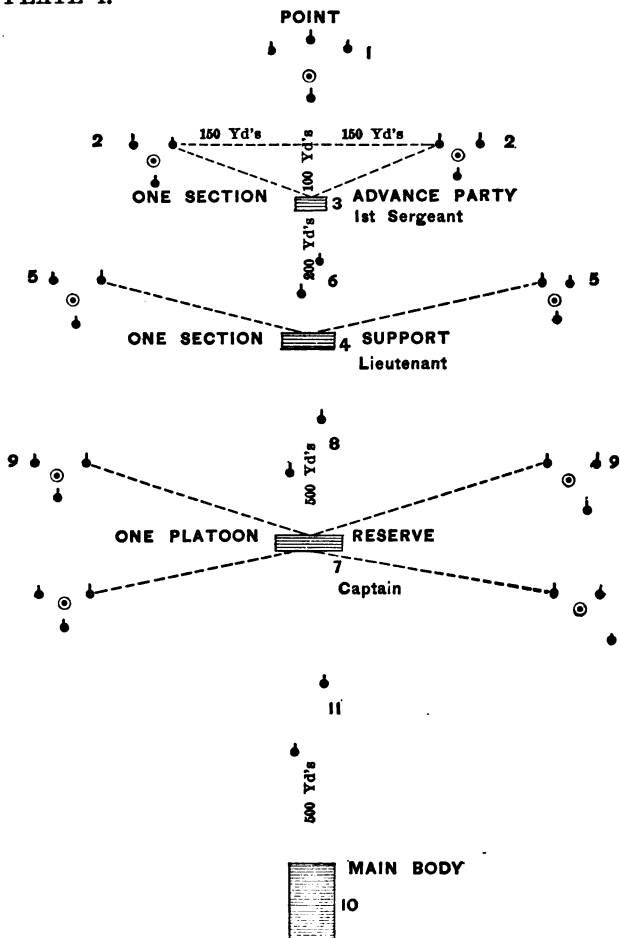 POINT
1
2 150 Yd's 150 Yd's 2
100 Yd's
ONE SECTION 3 ADVANCE PARTY
1st Sergeant
200 Yd's
6
5 5
ONE SECTION 4 SUPPORT
Lieutenant
8
500 Yd's
9 9
ONE PLATOON RESERVE
7
Captain
11
500 Yd's
MAIN BODY
10